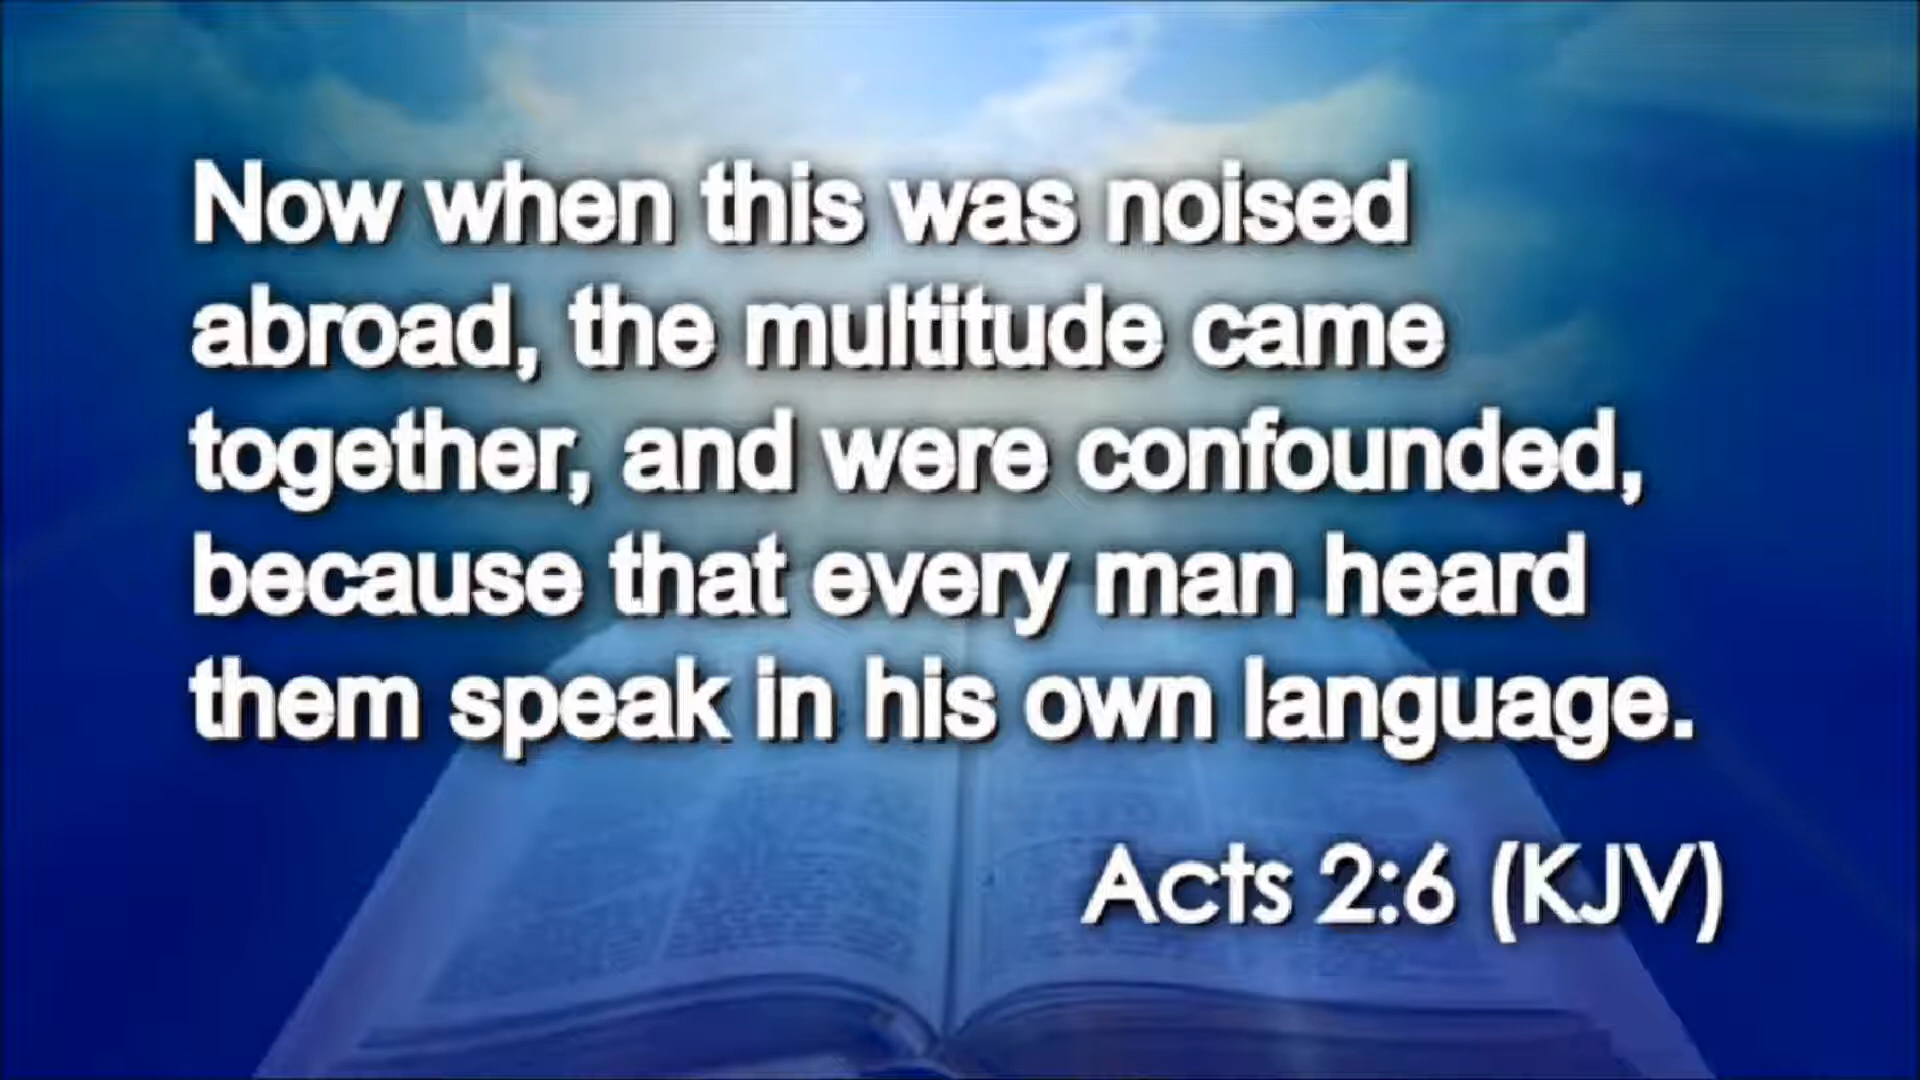 Now when this was noised
abroad, the multitude came
together, and were confounded,
because that every man heard
them speak in his own language.
Acts 2:6 (KJV)